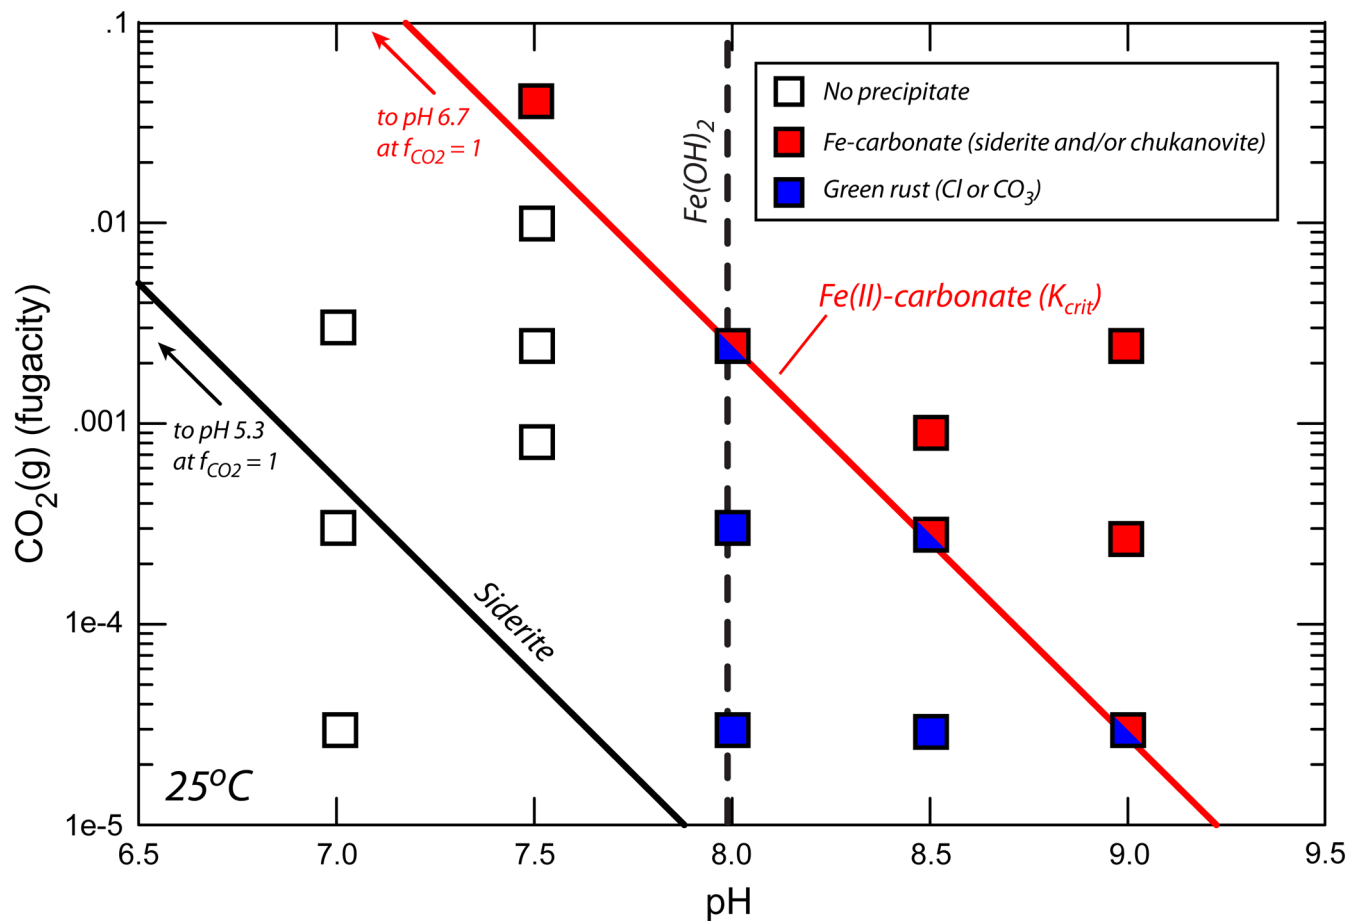 .1
.01
.001
1e-4
1e-5
CO2(g) (fugacity)
to pH 6.7
at fCO2 = 1
Fe(OH)2
No precipitate
Fe-carbonate (siderite and/or chukanovite)
Green rust (Cl or CO3)
Fe(II)-carbonate (Kcrit)
to pH 5.3
at fCO2 = 1
Siderite
25oC
6.5 7.0 7.5 8.0 8.5 9.0 9.5
pH